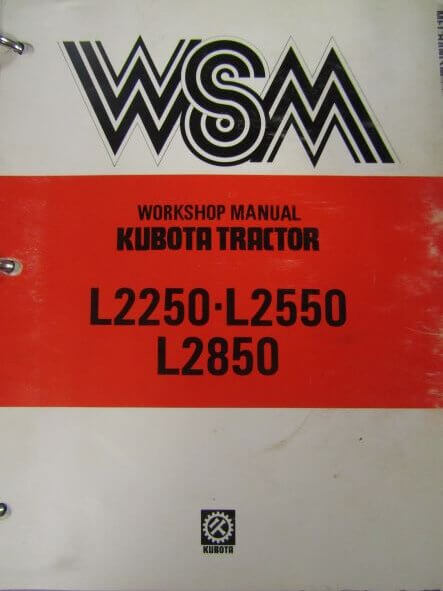 WSM
WORKSHOP MANUAL
KUBOTA TRACTOR
L2250·L2550
L2850
KUBOTA